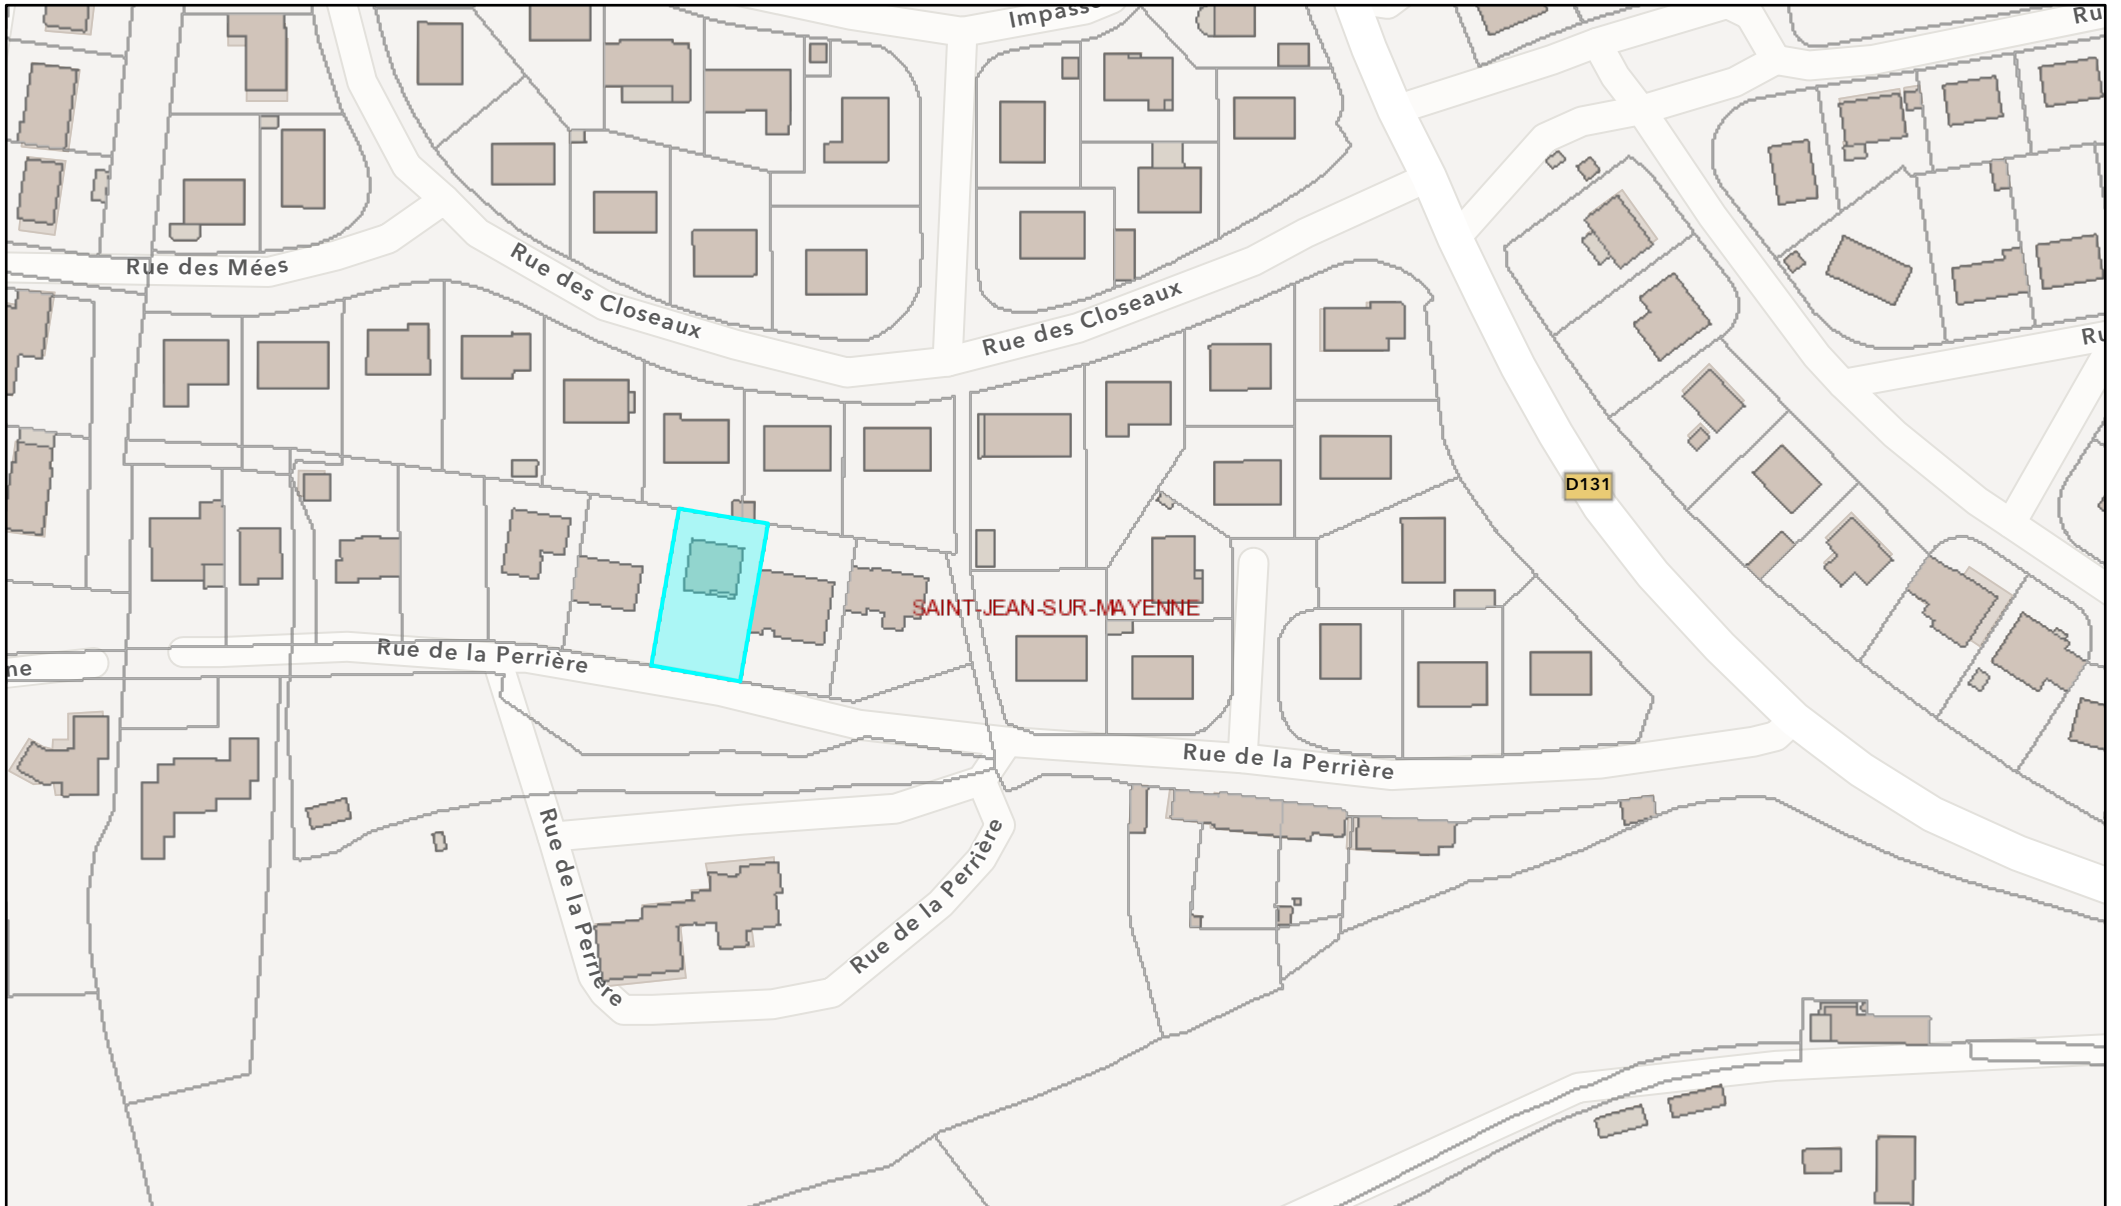 Impasse
Ru
Rue des Mées
Rue des Closeaux
Rue des Closeaux
Ru
D131
SAINT-JEAN-SUR-MAYENNE
ne
Rue de la Perrière
Rue de la Perrière
Rue de la Perrière
Rue de la Perrière